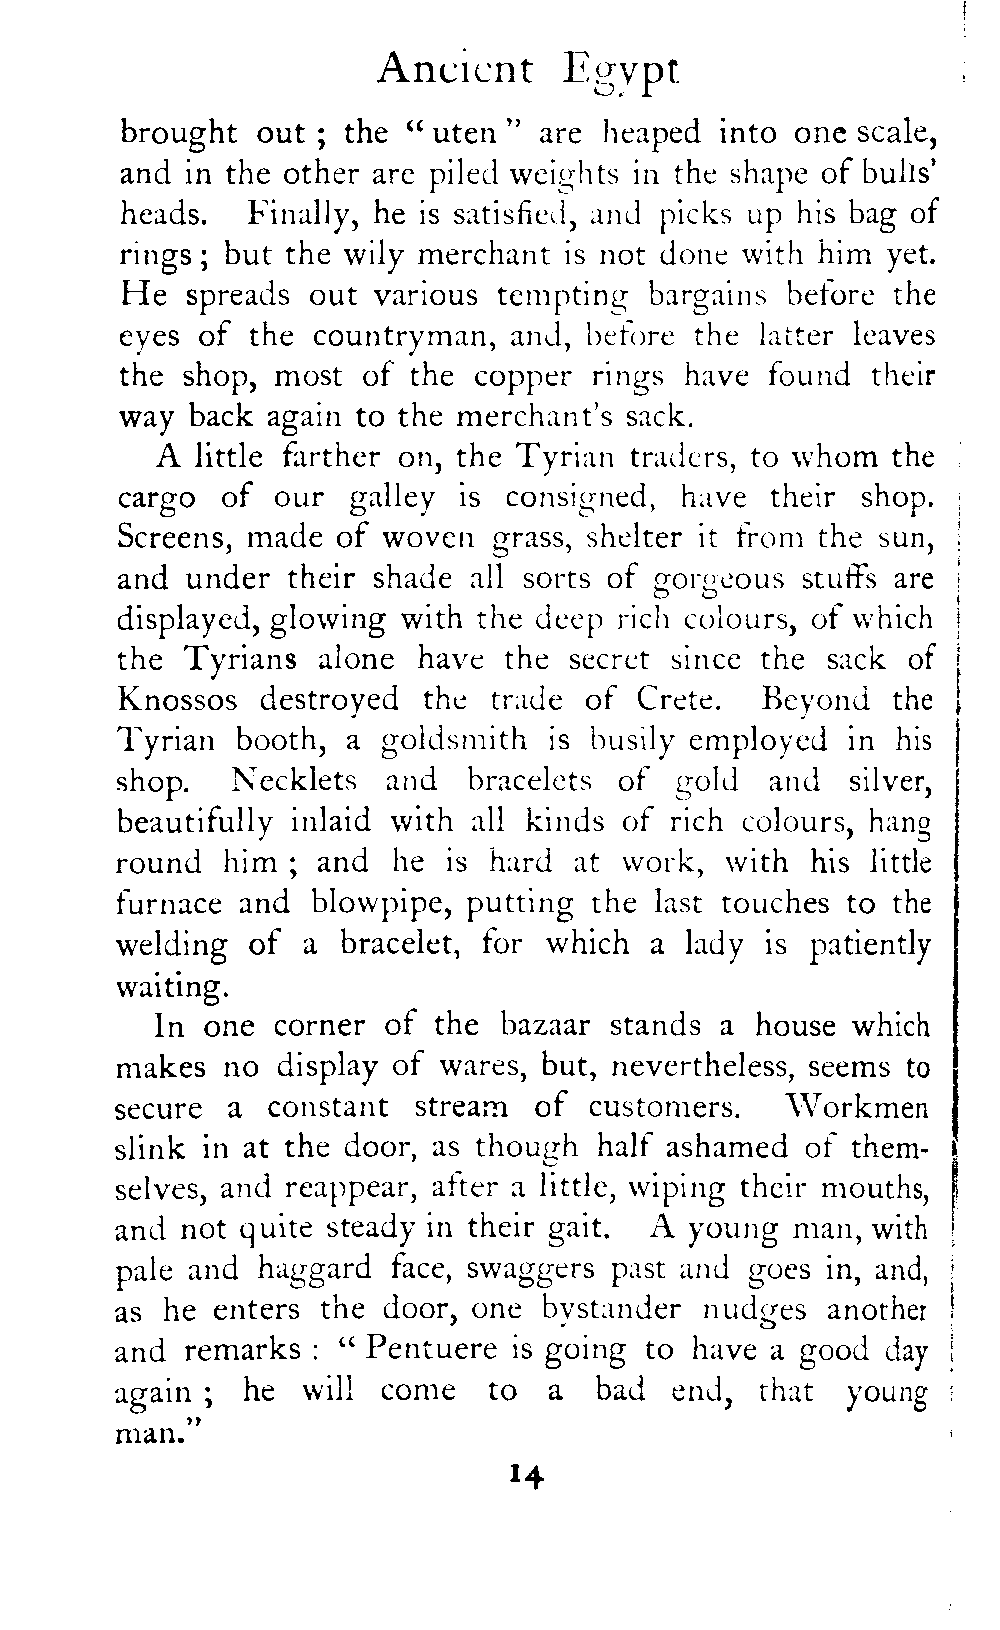 Ancient Egypt
brought out ; the “ uten ” are heaped into one scale,
and in the other are piled weights in the shape of bulls’
heads. Finally, he is satisfied, and picks up his bag of
rings ; but the wily merchant is not done with him yet.
He spreads out various tempting bargains before the
eyes of the countryman, and, before the latter leaves
the shop, most of the copper rings have found their
way back again to the merchant’s sack.
A little farther on, the Tyrian traders, to whom the
cargo of our galley is consigned, have their shop.
Screens, made of woven grass, shelter it from the sun,
and under their shade all sorts of gorgeous stuffs are
displayed, glowing with the deep rich colours, of which
the Tyrians alone have the secret since the sack of
Knossos destroyed the trade of Crete. Beyond the
Tyrian booth, a goldsmith is busily employed in his
shop. Necklets and bracelets of gold and silver,
beautifully inlaid with all kinds of rich colours, hang
round him ; and he is hard at work, with his little
furnace and blowpipe, putting the last touches to the
welding of a bracelet, for which a lady is patiently
waiting.
In one corner of the bazaar stands a house which
makes no display of wares, but, nevertheless, seems to
secure a constant stream of customers. Workmen
slink in at the door, as though half ashamed of them-
selves, and reappear, after a little, wiping their mouths,
and not quite steady in their gait. A young man, with
pale and haggard face, swaggers past and goes in, and,
as he enters the door, one bystander nudges another
and remarks : “ Pentuere is going to have a good day
again ; he will come to a bad end, that young
man.”
14